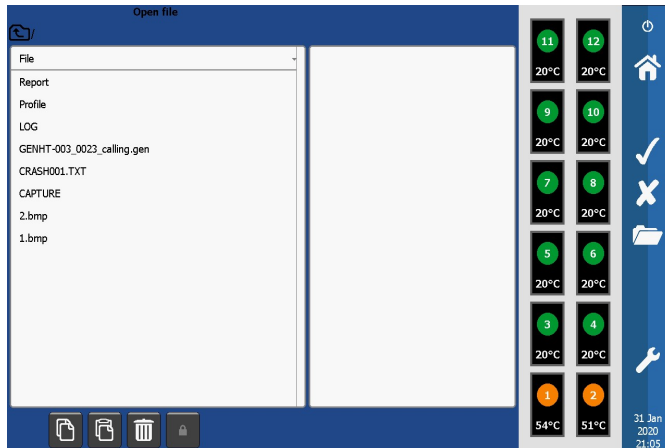 Open file
/
File
Report
Profile
LOG
GENHT-003_0023_calling.gen
CRASH001.TXT
CAPTURE
2.bmp
1.bmp
11 12
20°C 20°C
9 10
20°C 20°C
7 8
20°C 20°C
5 6
20°C 20°C
3 4
20°C 20°C
1 2
54°C 51°C
31 Jan
2020
21:05